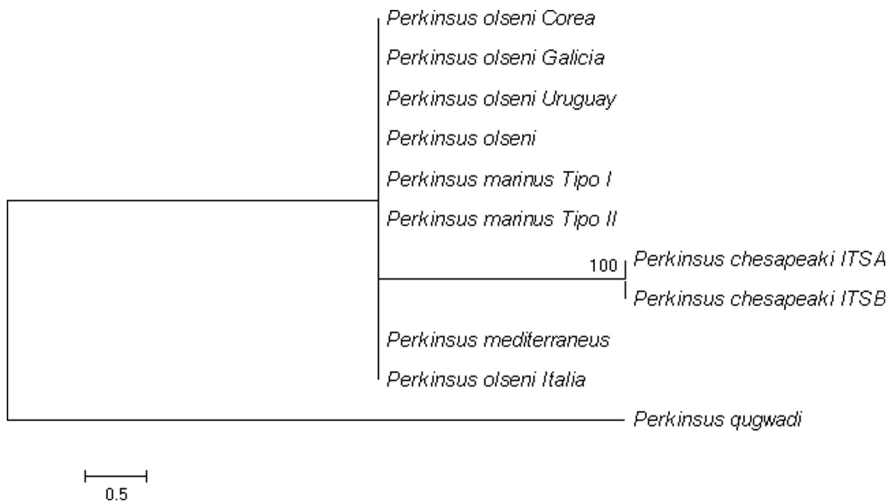 Perkinsus olseni Corea
Perkinsus olseni Galicia
Perkinsus olseni Uruguay
Perkinsus olseni
Perkinsus marinus Tipo I
Perkinsus marinus Tipo II
100
Perkinsus chesapeaki ITSA
Perkinsus chesapeaki ITSB
Perkinsus mediterraneus
Perkinsus olseni Italia
Perkinsus qugwadi
0.5